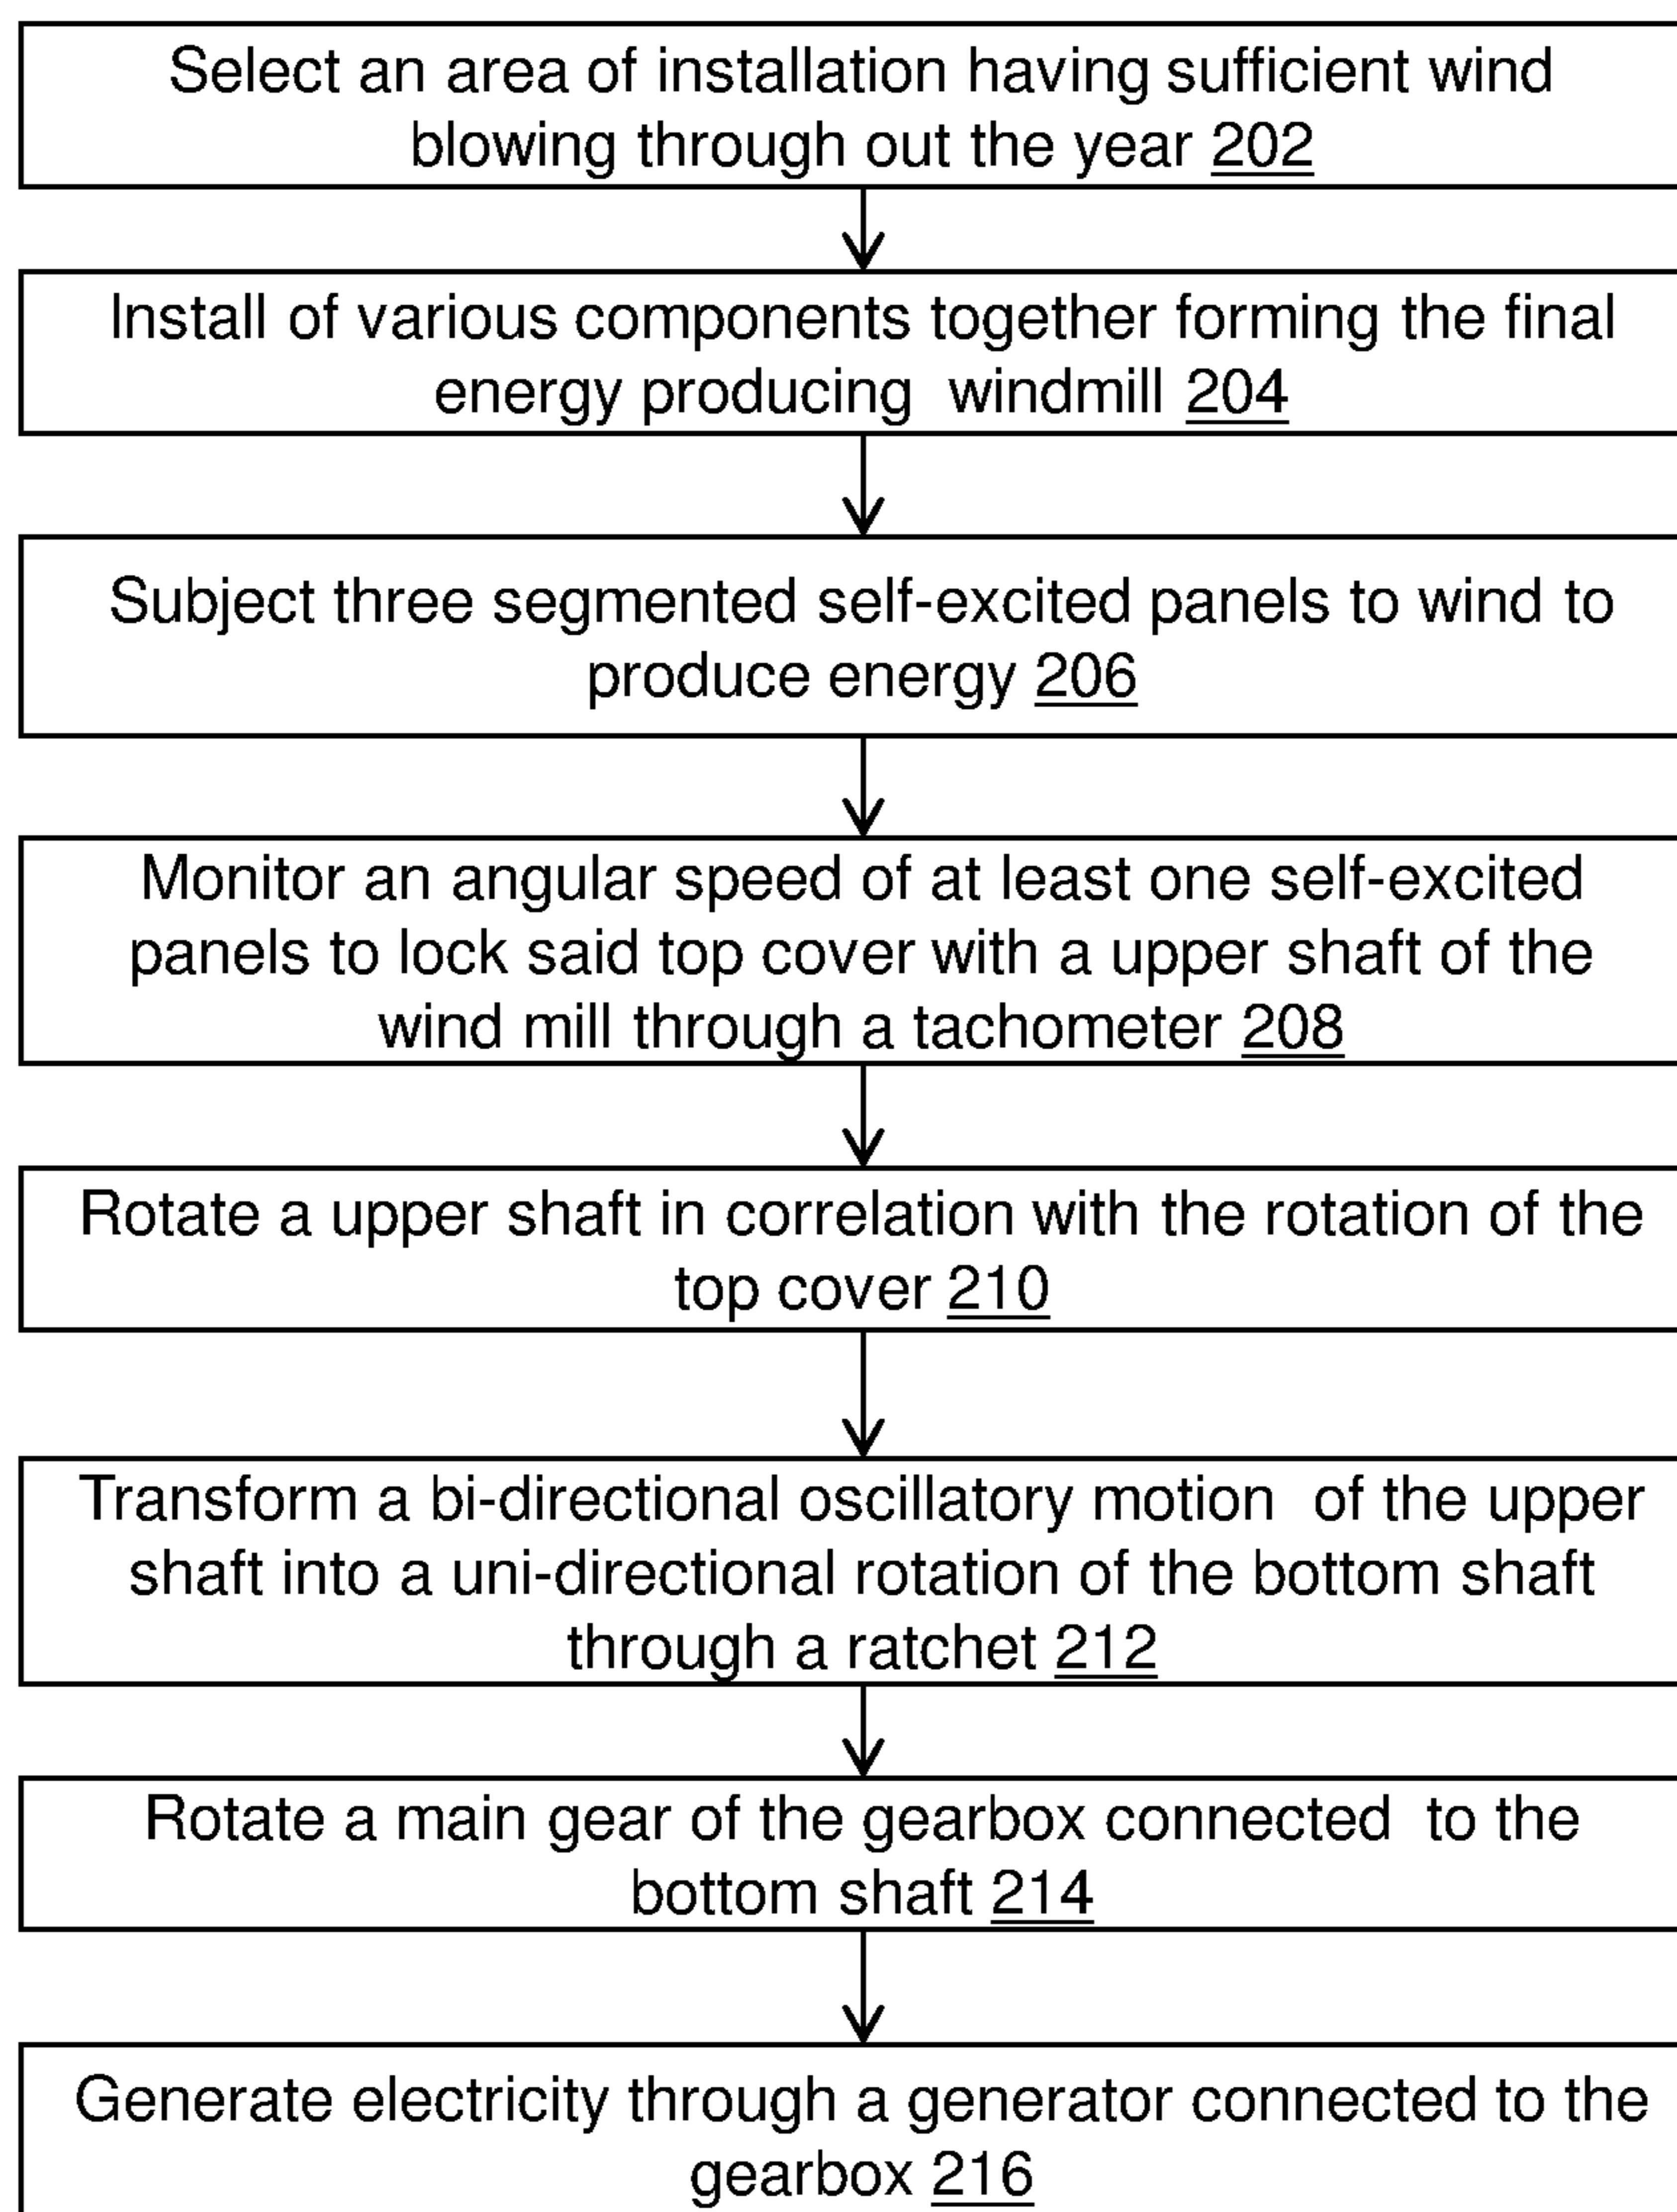 Select an area of installation having sufficient wind
blowing through out the year 202
Install of various components together forming the final
energy producing windmill 204
Subject three segmented self-excited panels to wind to
produce energy 206
Monitor an angular speed of at least one self-excited
panels to lock said top cover with a upper shaft of the
wind mill through a tachometer 208
Rotate a upper shaft in correlation with the rotation of the
top cover 210
Transform a bi-directional oscillatory motion of the upper
shaft into a uni-directional rotation of the bottom shaft
through a ratchet 212
Rotate a main gear of the gearbox connected to the
bottom shaft 214
Generate electricity through a generator connected to the
gearbox 216